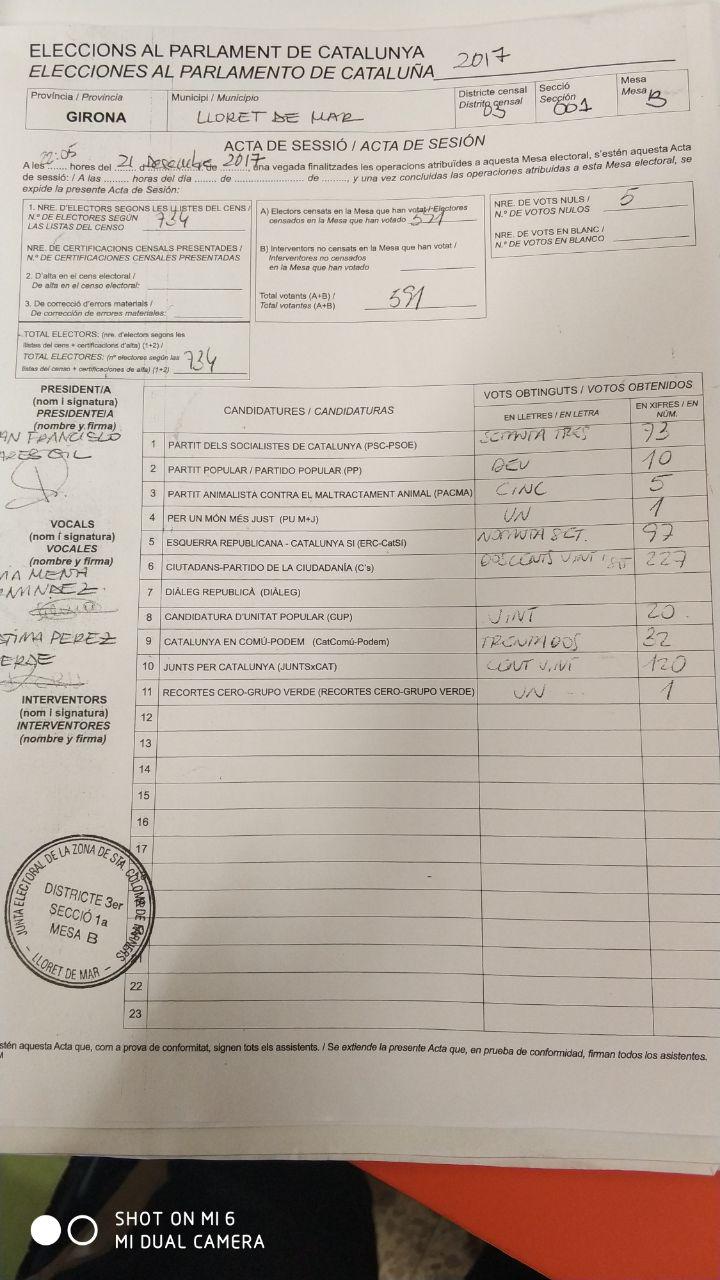 ELECCIONS AL PARLAMENT DE CATALUNYA 2017
ELECCIONES AL PARLAMENTO DE CATALUÑA
Província / Provincia
GIRONA
Municipi / Municipio
LLORET DE MAR
Districte censal
Distrito censal
03
Secció
Sección
001
Mesa
Mesa
B
ACTA DE SESSIÓ / ACTA DE SESIÓN
A les 22:05 hores del 21 Desembre de 2017, una vegada finalitzades les operacions atribuïdes a aquesta Mesa electoral, s'estén aquesta Acta
de sessió: / A las ......... horas del día ....... de ..................... de ........, y una vez concluidas las operaciones atribuidas a esta Mesa electoral, se
expide la presente Acta de Sesión:
1. NRE. D'ELECTORS SEGONS LES LLISTES DEL CENS /
N.º DE ELECTORES SEGÚN
LAS LISTAS DEL CENSO 734
NRE. DE CERTIFICACIONS CENSALS PRESENTADES /
N.º DE CERTIFICACIONES CENSALES PRESENTADAS
2. D'alta en el cens electoral /
De alta en el censo electoral:
3. De correcció d'errors materials /
De corrección de errores materiales:
TOTAL ELECTORS: (nre. d'electors segons les
llistes del cens + certificacions d'alta) (1+2) /
TOTAL ELECTORES: (nº electores según las
listas del censo + certificaciones de alta) (1+2) 734
A) Electors censats en la Mesa que han votat / Electores
censados en la Mesa que han votado 591
B) Interventors no censats en la Mesa que han votat /
Interventores no censados
en la Mesa que han votado
Total votants (A+B) /
Total votantes (A+B) 591
NRE. DE VOTS NULS /
N.º DE VOTOS NULOS 5
NRE. DE VOTS EN BLANC /
N.º DE VOTOS EN BLANCO
PRESIDENT/A
(nom i signatura)
PRESIDENTE/A
(nombre y firma)
AN FRANCISCO
ARES GIL
VOCALS
(nom i signatura)
VOCALES
(nombre y firma)
MENA
TIMA PEREZ
ERDE
INTERVENTORS
(nom i signatura)
INTERVENTORES
(nombre y firma)
CANDIDATURES / CANDIDATURAS
VOTS OBTINGUTS / VOTOS OBTENIDOS
EN LLETRES / EN LETRA
EN XIFRES / EN NÚM.
1 PARTIT DELS SOCIALISTES DE CATALUNYA (PSC-PSOE) SETANTA TRES 73
2 PARTIT POPULAR / PARTIDO POPULAR (PP) DEU 10
3 PARTIT ANIMALISTA CONTRA EL MALTRACTAMENT ANIMAL (PACMA) CINC 5
4 PER UN MÓN MÉS JUST (PU M+J) UN 1
5 ESQUERRA REPUBLICANA - CATALUNYA SI (ERC-CatSí) NORANTA SET. 97
6 CIUTADANS-PARTIDO DE LA CIUDADANÍA (C's) DOSCENTS VINT I SET 227
7 DIÀLEG REPUBLICÀ (DIÀLEG)
8 CANDIDATURA D'UNITAT POPULAR (CUP) VINT 20
9 CATALUNYA EN COMÚ-PODEM (CatComú-Podem) TRENTA DOS 32
10 JUNTS PER CATALUNYA (JUNTSxCAT) CENT VINT 120
11 RECORTES CERO-GRUPO VERDE (RECORTES CERO-GRUPO VERDE) UN 1
12
13
14
15
16
17
22
23
JUNTA ELECTORAL DE LA ZONA DE STA. COLOMA DE FARNERS
DISTRICTE 3er
SECCIÓ 1a
MESA B
- LLORET DE MAR -
stén aquesta Acta que, com a prova de conformitat, signen tots els assistents. / Se extiende la presente Acta que, en prueba de conformidad, firman todos los asistentes.
SHOT ON MI 6
MI DUAL CAMERA